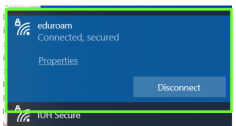 eduroam
Connected, secured
Properties
Disconnect
IUH Secure